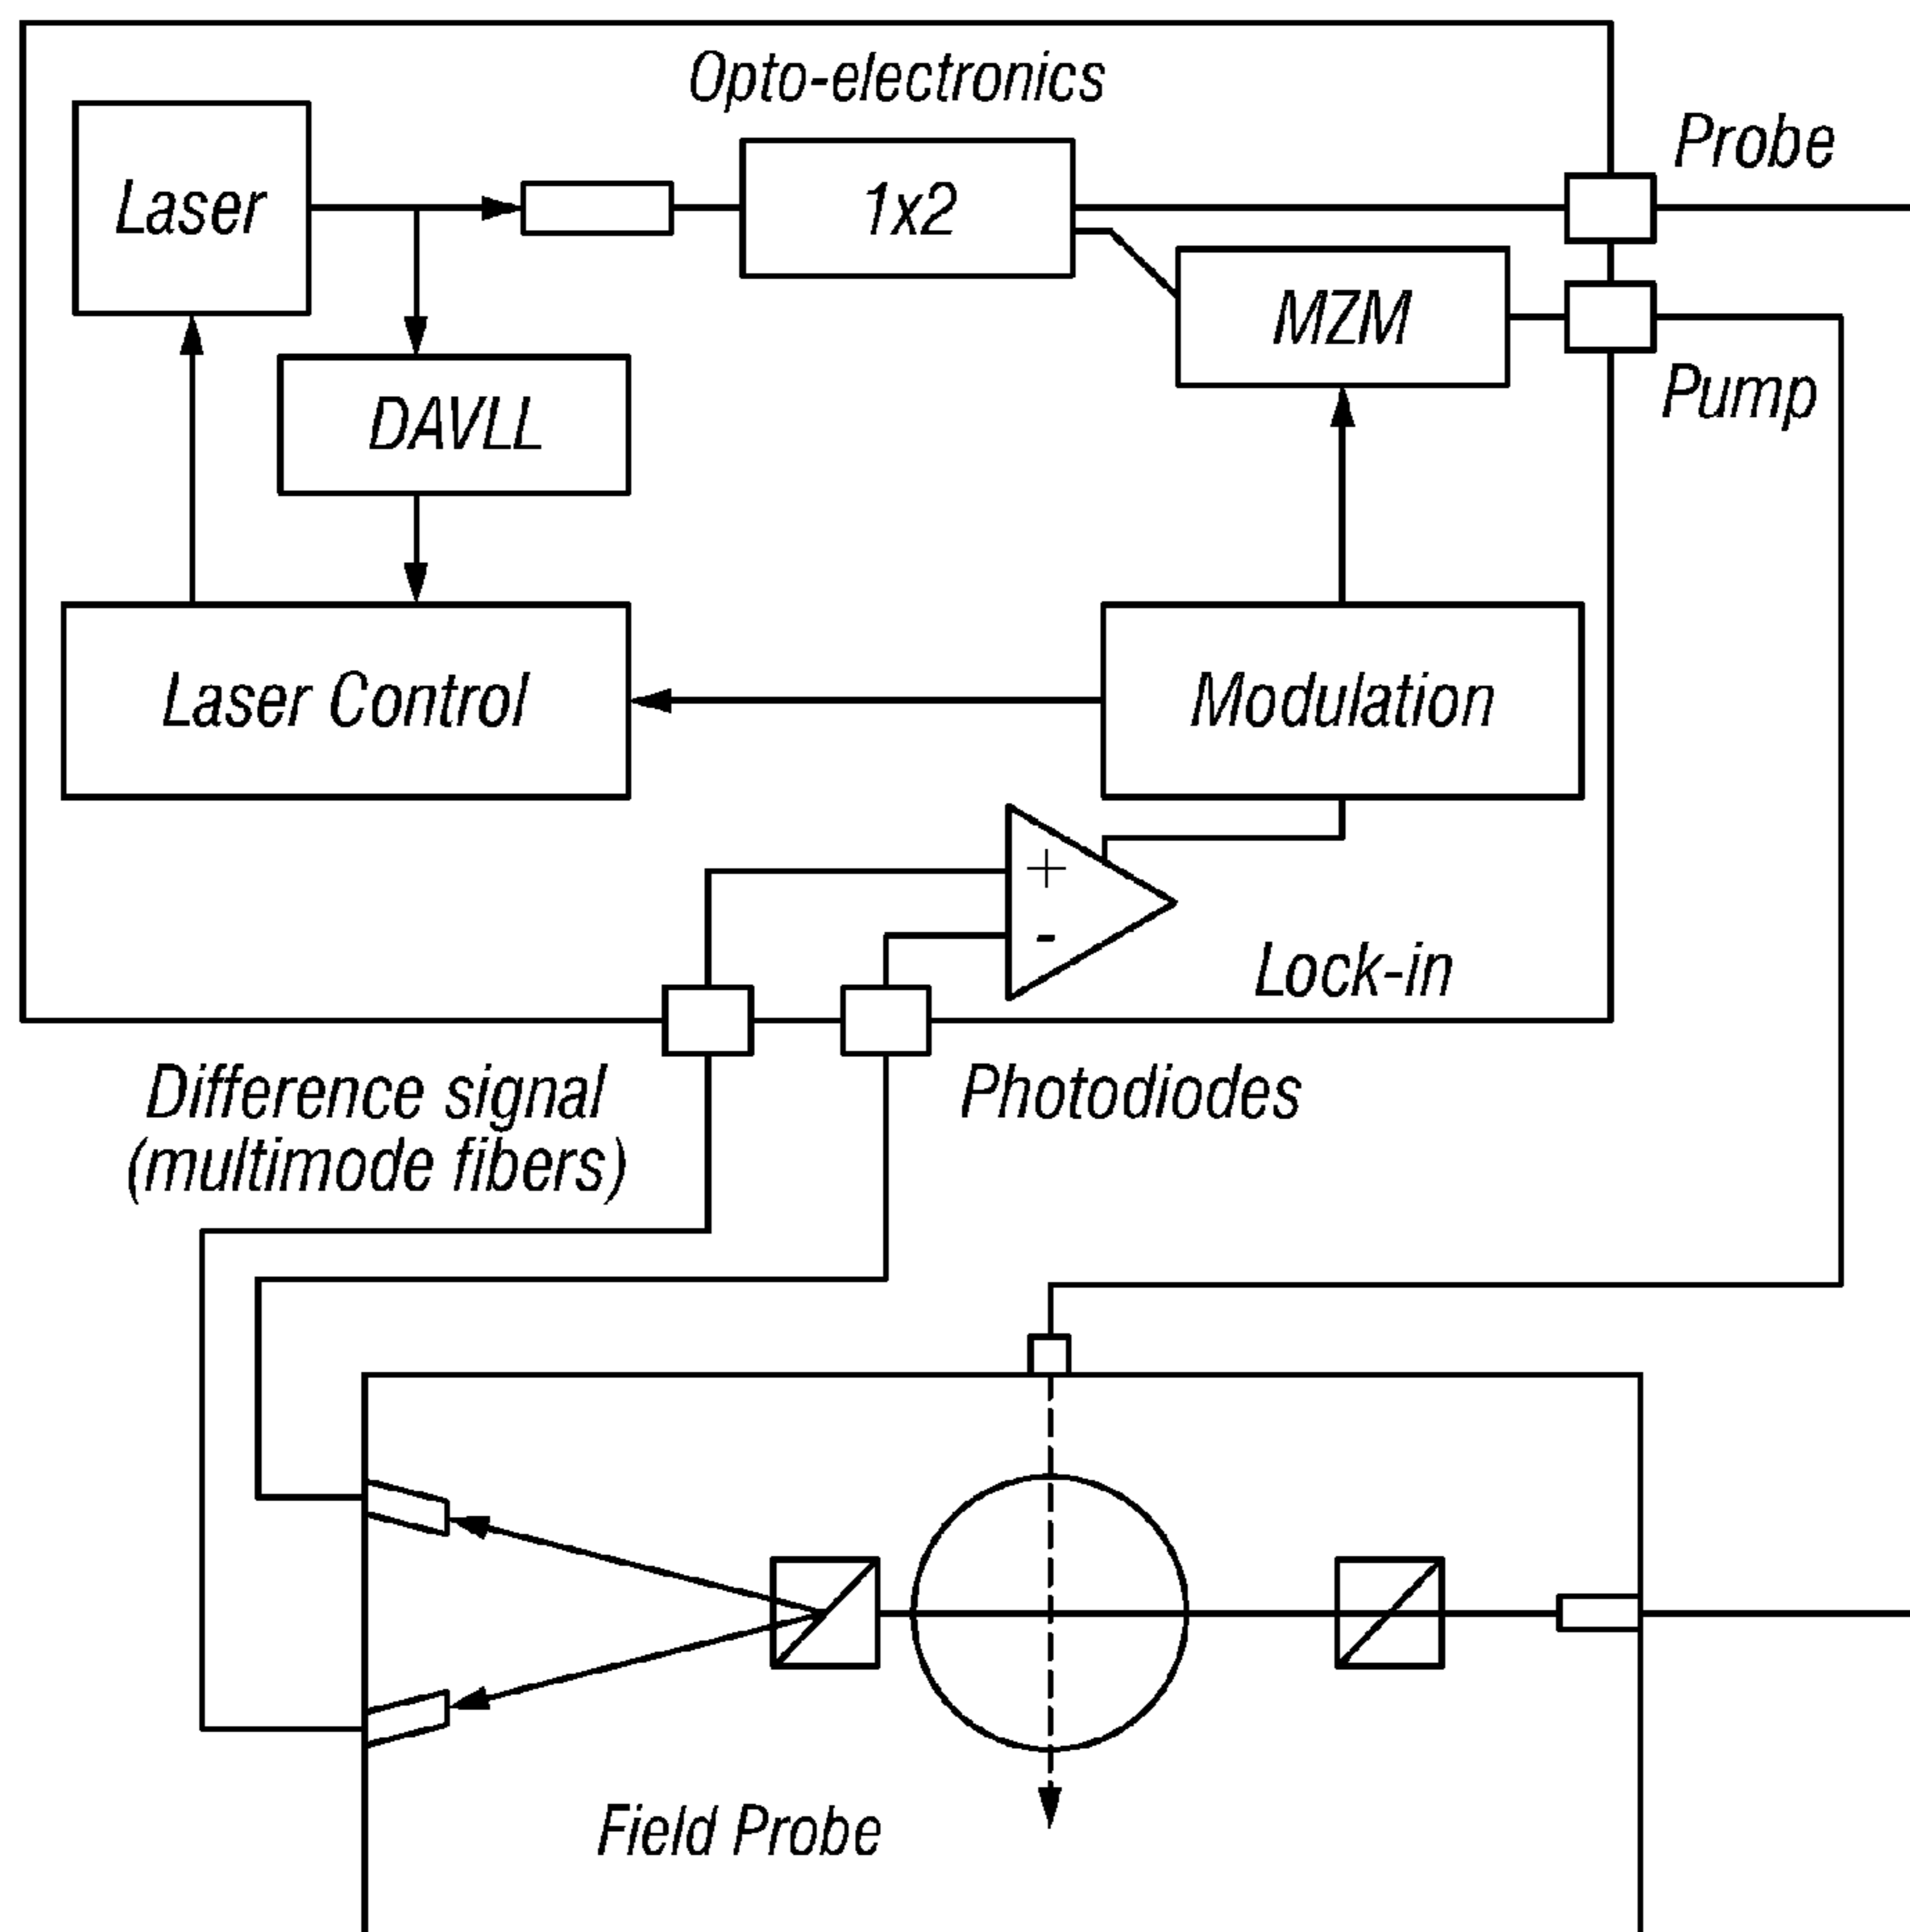 Opto-electronics
Probe
Laser
1x2
MZM
Pump
DAVLL
Laser Control
Modulation
+
-
Lock-in
Difference signal
(multimode fibers)
Photodiodes
Field Probe